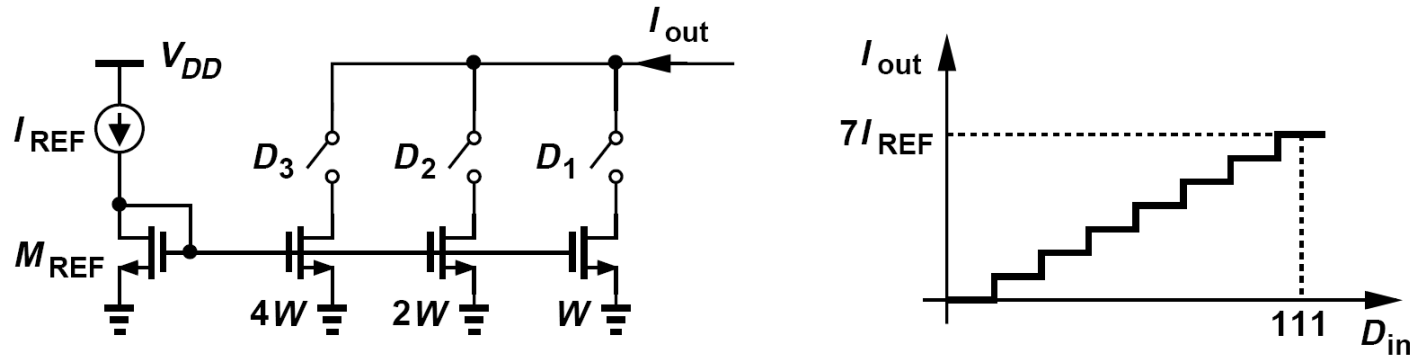 V_DD
I_REF
M_REF
I_out
D_3
D_2
D_1
4W
2W
W
I_out
7I_REF
111
D_in